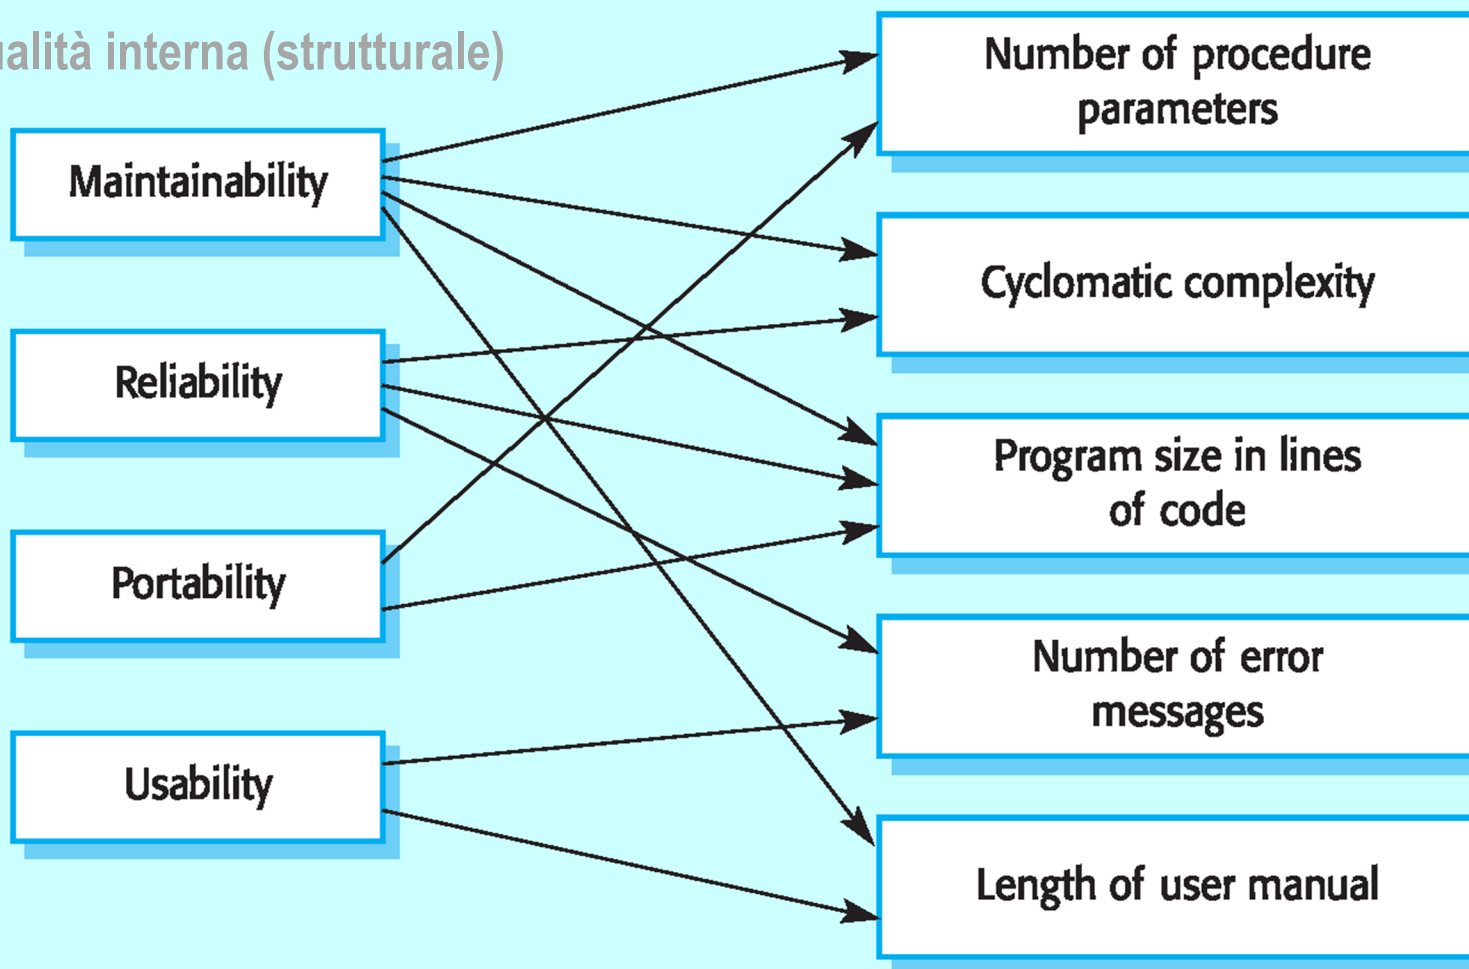 ualità interna (strutturale)
Maintainability
Reliability
Portability
Usability
Number of procedure
parameters
Cyclomatic complexity
Program size in lines
of code
Number of error
messages
Length of user manual